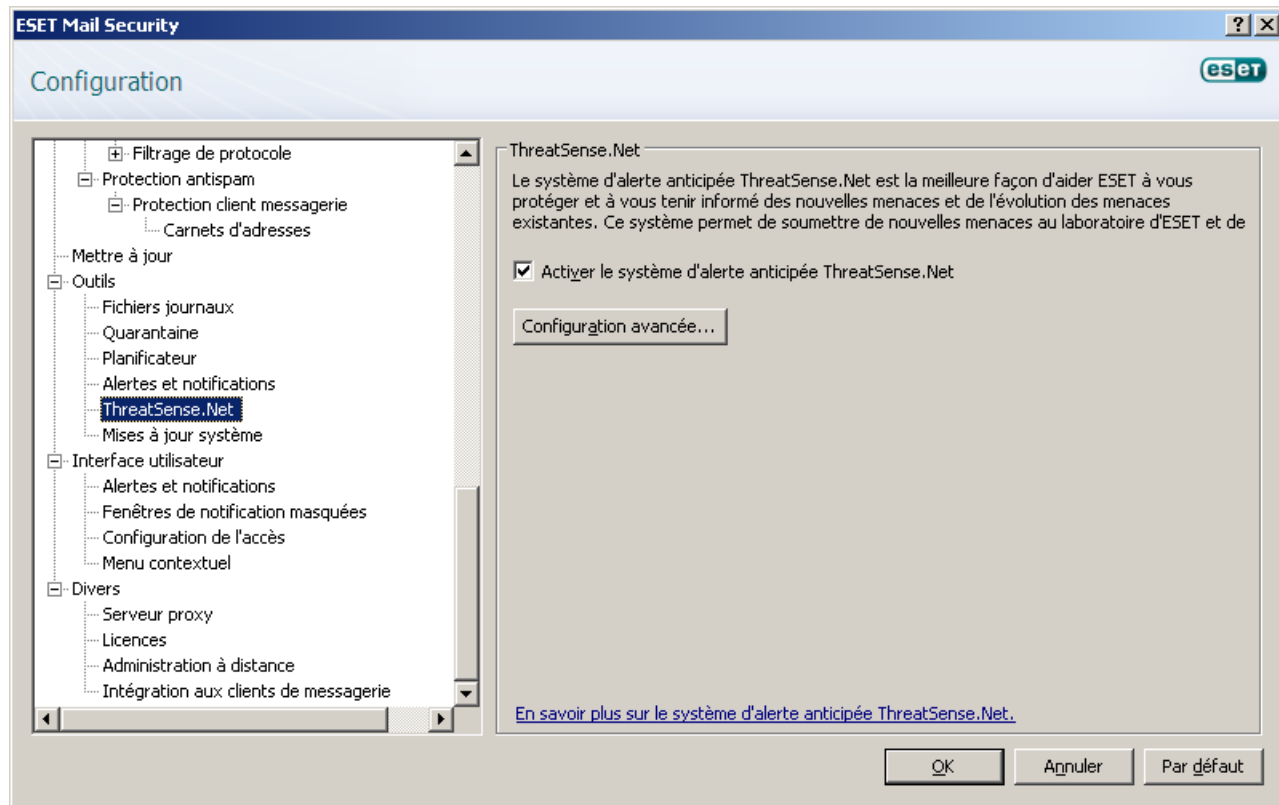 ESET Mail Security
Configuration
eset
Filtrage de protocole
Protection antispam
Protection client messagerie
Carnets d'adresses
Mettre à jour
Outils
Fichiers journaux
Quarantaine
Planificateur
Alertes et notifications
ThreatSense.Net
Mises à jour système
Interface utilisateur
Alertes et notifications
Fenêtres de notification masquées
Configuration de l'accès
Menu contextuel
Divers
Serveur proxy
Licences
Administration à distance
Intégration aux clients de messagerie
ThreatSense.Net
Le système d'alerte anticipée ThreatSense.Net est la meilleure façon d'aider ESET à vous
protéger et à vous tenir informé des nouvelles menaces et de l'évolution des menaces
existantes. Ce système permet de soumettre de nouvelles menaces au laboratoire d'ESET et de
Activer le système d'alerte anticipée ThreatSense.Net
Configuration avancée...
En savoir plus sur le système d'alerte anticipée ThreatSense.Net.
OK
Annuler
Par défaut